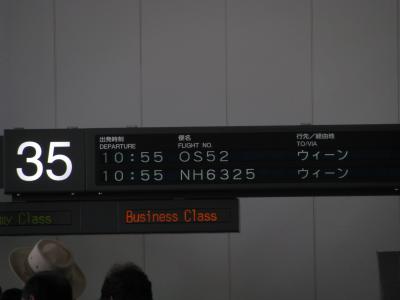 35
出発時刻 便名 行先／経由地
DEPARTURE FLIGHT NO. TO/VIA
10:55 OS52 ウィーン
10:55 NH6325 ウィーン
Class Business Class